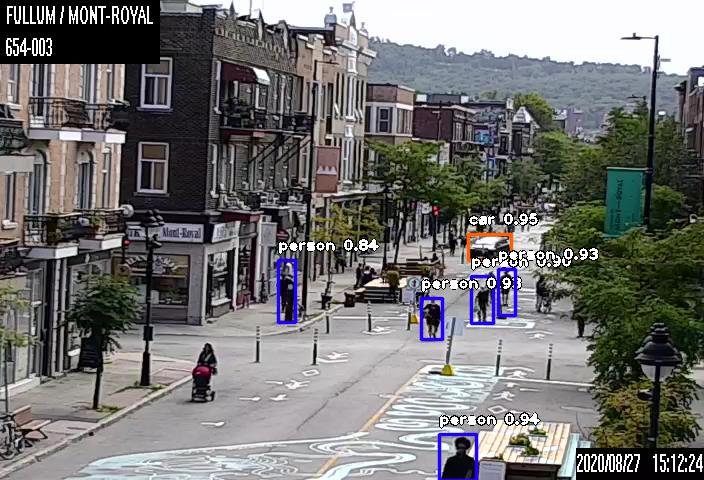 FULLUM / MONT-ROYAL
654-003
car 0.95
person 0.93
person 0.84
person 0.93
Mont-Royal
person 0.94
2020/08/27 15:12:24